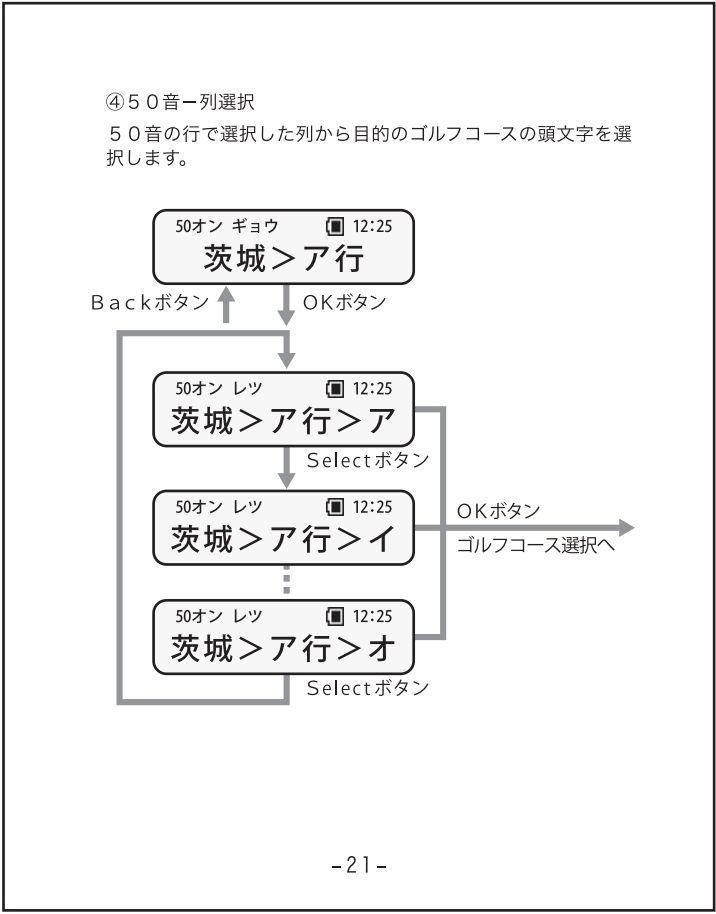 ④５０音ー列選択
５０音の行で選択した列から目的のゴルフコースの頭文字を選
択します。
50オン ギョウ 12:25
茨城＞ア行
Ｂａｃｋボタン
ＯＫボタン
50オン レツ 12:25
茨城＞ア行＞ア
Selectボタン
50オン レツ 12:25
茨城＞ア行＞イ
ＯＫボタン
ゴルフコース選択へ
50オン レツ 12:25
茨城＞ア行＞オ
Selectボタン
－21－